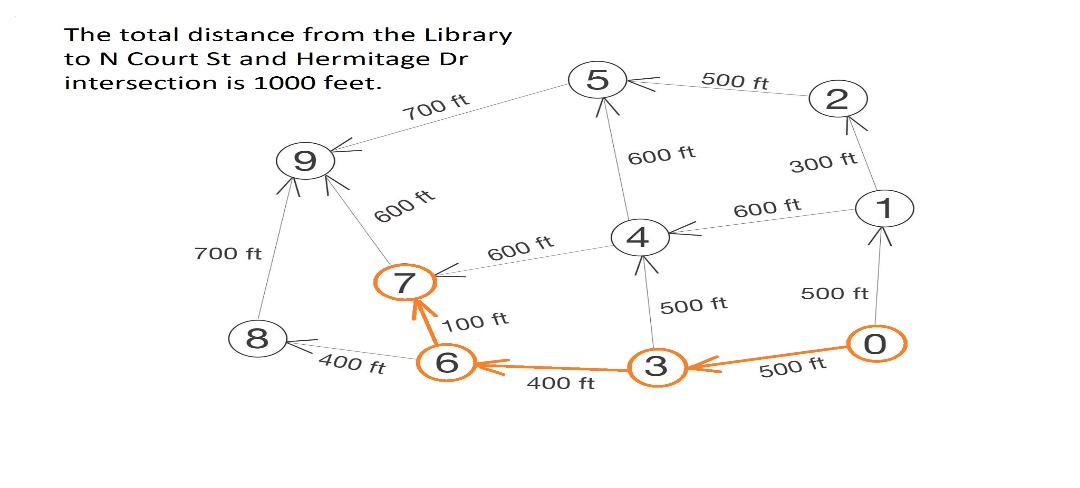 The total distance from the Library
to N Court St and Hermitage Dr
intersection is 1000 feet.
5
500 ft
2
700 ft
9
600 ft
300 ft
600 ft
600 ft
1
4
700 ft
600 ft
7
500 ft
500 ft
100 ft
8
0
400 ft
6
3
500 ft
400 ft